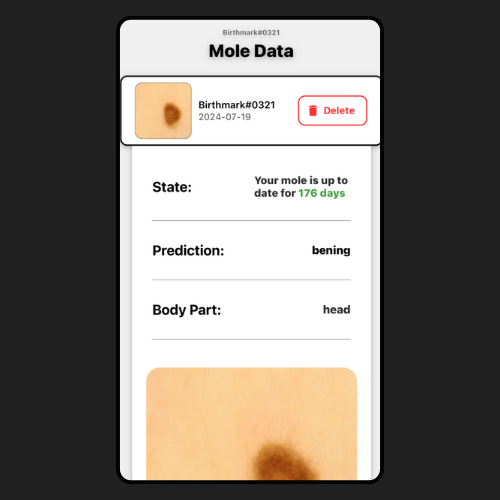 Birthmark#0321
Mole Data
Birthmark#0321
2024-07-19
Delete
State:
Your mole is up to
date for 176 days
Prediction:
bening
Body Part:
head